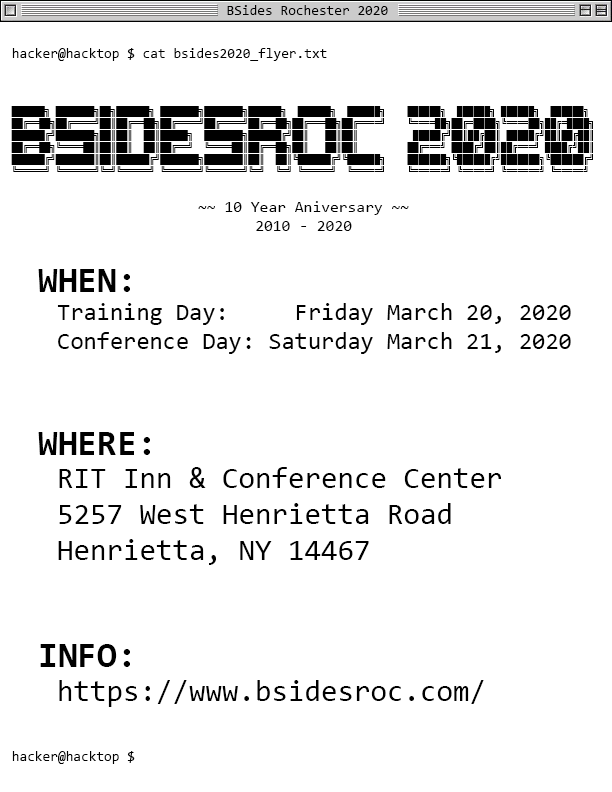 BSides Rochester 2020
hacker@hacktop $ cat bsides2020_flyer.txt
BSIDESROC 2020
~~ 10 Year Aniversary ~~
2010 - 2020
WHEN:
Training Day: Friday March 20, 2020
Conference Day: Saturday March 21, 2020
WHERE:
RIT Inn & Conference Center
5257 West Henrietta Road
Henrietta, NY 14467
INFO:
https://www.bsidesroc.com/
hacker@hacktop $